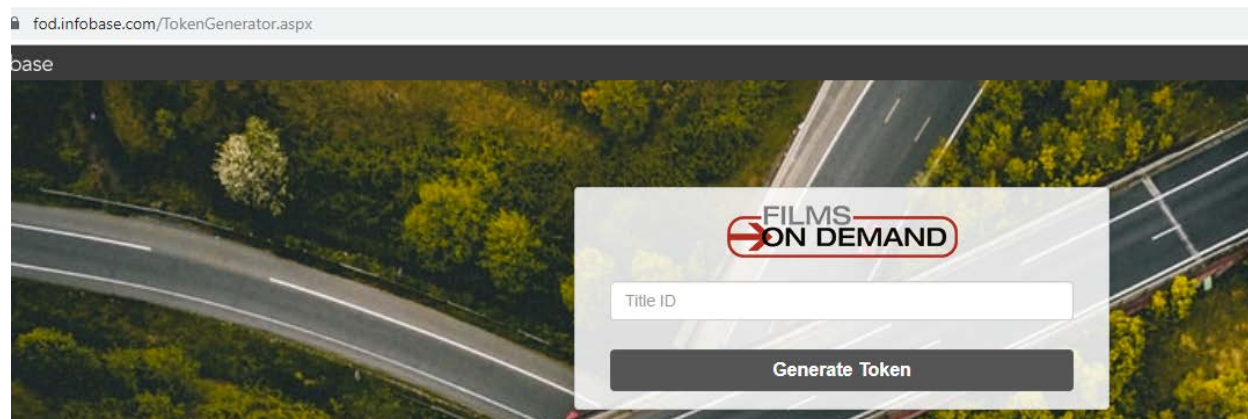 fod.infobase.com/TokenGenerator.aspx
base
FILMS
ON DEMAND
Title ID
Generate Token